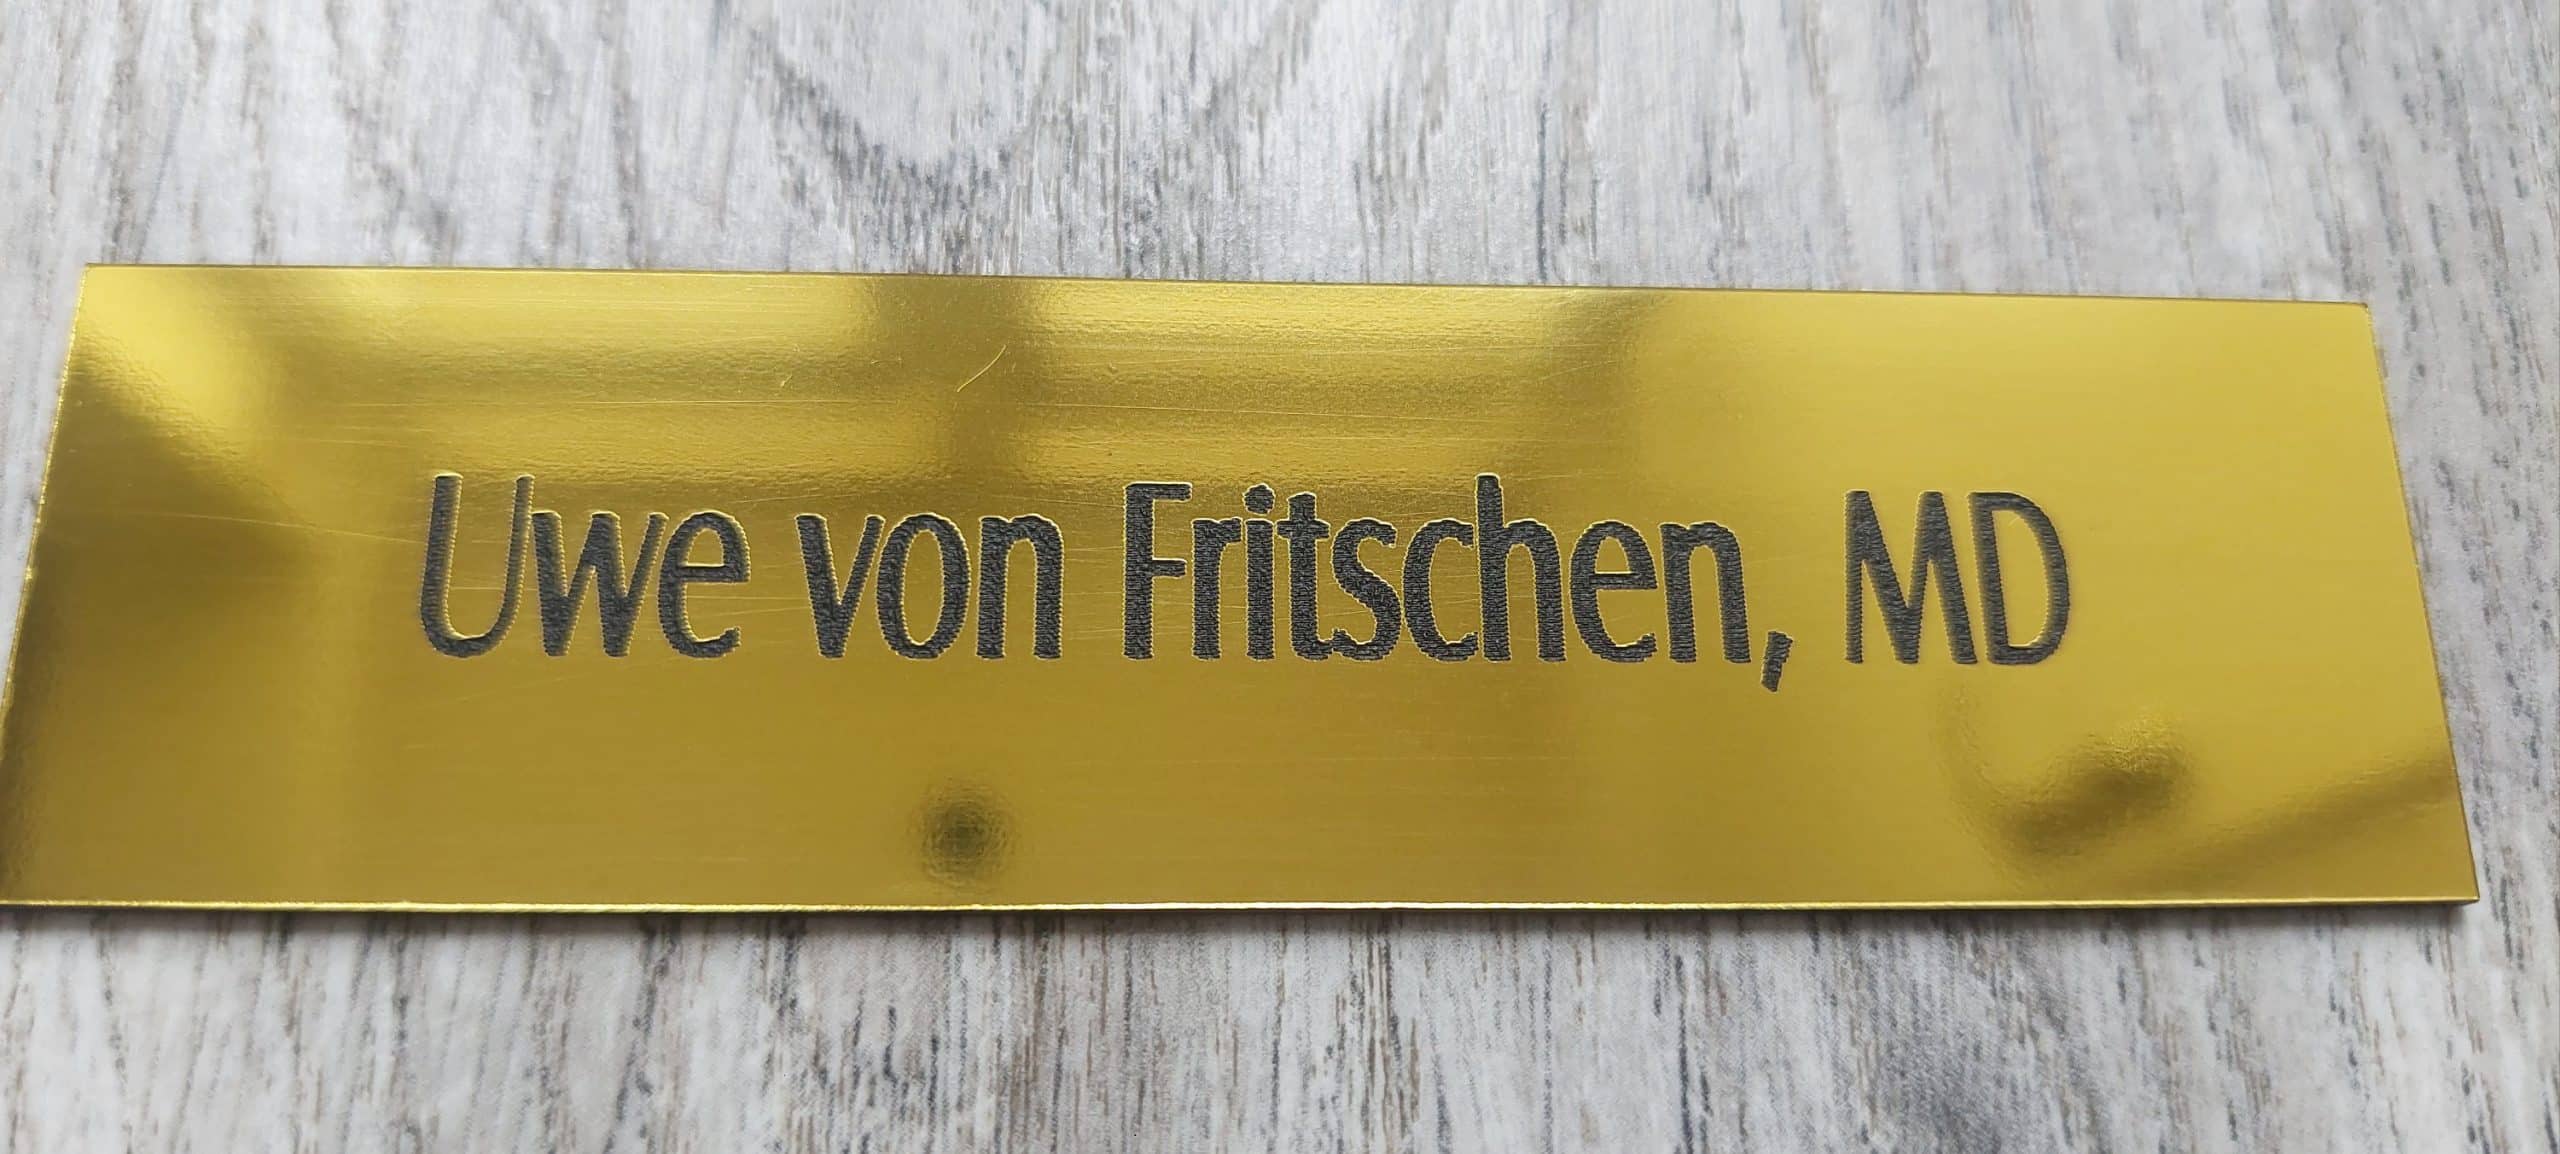 Uwe von Fritschen, MD